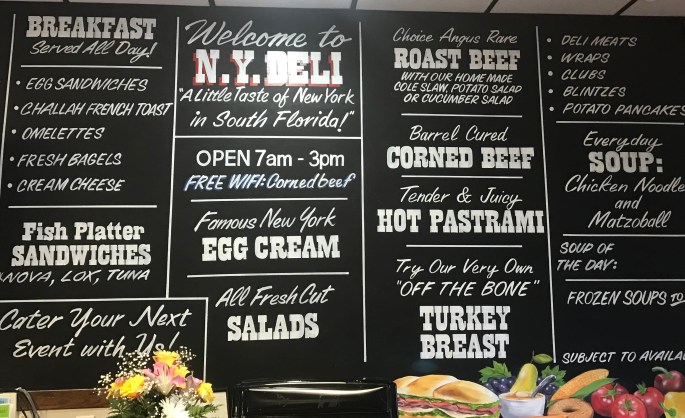 BREAKFAST
Served All Day!
• EGG SANDWICHES
• CHALLAH FRENCH TOAST
• OMELETTES
• FRESH BAGELS
• CREAM CHEESE
Fish Platter
SANDWICHES
NOVA, LOX, TUNA
Cater Your Next
Event with Us!
Welcome to
N.Y. DELI
"A Little Taste of New York
in South Florida!"
OPEN 7am - 3pm
FREE WIFI: Cornedbeef
Famous New York
EGG CREAM
All Fresh Cut
SALADS
Choice Angus Rare
ROAST BEEF
WITH OUR HOMEMADE
COLE SLAW, POTATO SALAD
OR CUCUMBER SALAD
Barrel Cured
CORNED BEEF
Tender & Juicy
HOT PASTRAMI
Try Our Very Own
"OFF THE BONE"
TURKEY
BREAST
• DELI MEATS
• WRAPS
• CLUBS
• BLINTZES
• POTATO PANCAKES
Everyday
SOUP:
Chicken Noodle
and
Matzoball
SOUP OF
THE DAY:
FROZEN SOUPS
SUBJECT TO